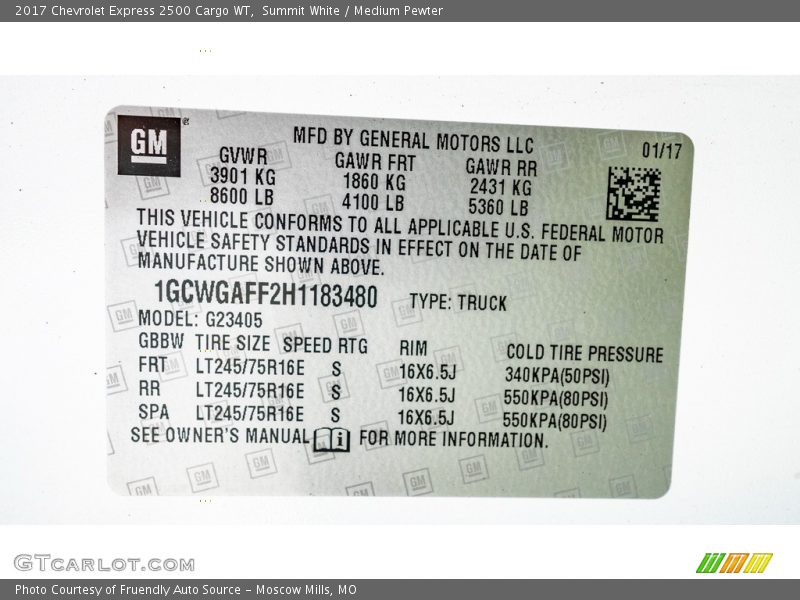 2017 Chevrolet Express 2500 Cargo WT,  Summit White / Medium Pewter
GM ®
MFD BY GENERAL MOTORS LLC 01/17
GVWR GAWR FRT GAWR RR
3901 KG 1860 KG 2431 KG
8600 LB 4100 LB 5360 LB
THIS VEHICLE CONFORMS TO ALL APPLICABLE U.S. FEDERAL MOTOR
VEHICLE SAFETY STANDARDS IN EFFECT ON THE DATE OF
MANUFACTURE SHOWN ABOVE.
1GCWGAFF2H1183480 TYPE: TRUCK
MODEL: G23405
GBBW TIRE SIZE SPEED RTG RIM COLD TIRE PRESSURE
FRT LT245/75R16E S 16X6.5J 340KPA(50PSI)
RR LT245/75R16E S 16X6.5J 550KPA(80PSI)
SPA LT245/75R16E S 16X6.5J 550KPA(80PSI)
SEE OWNER'S MANUAL i FOR MORE INFORMATION.
GTCARLOT.COM
Photo Courtesy of Fruendly Auto Source - Moscow Mills, MO